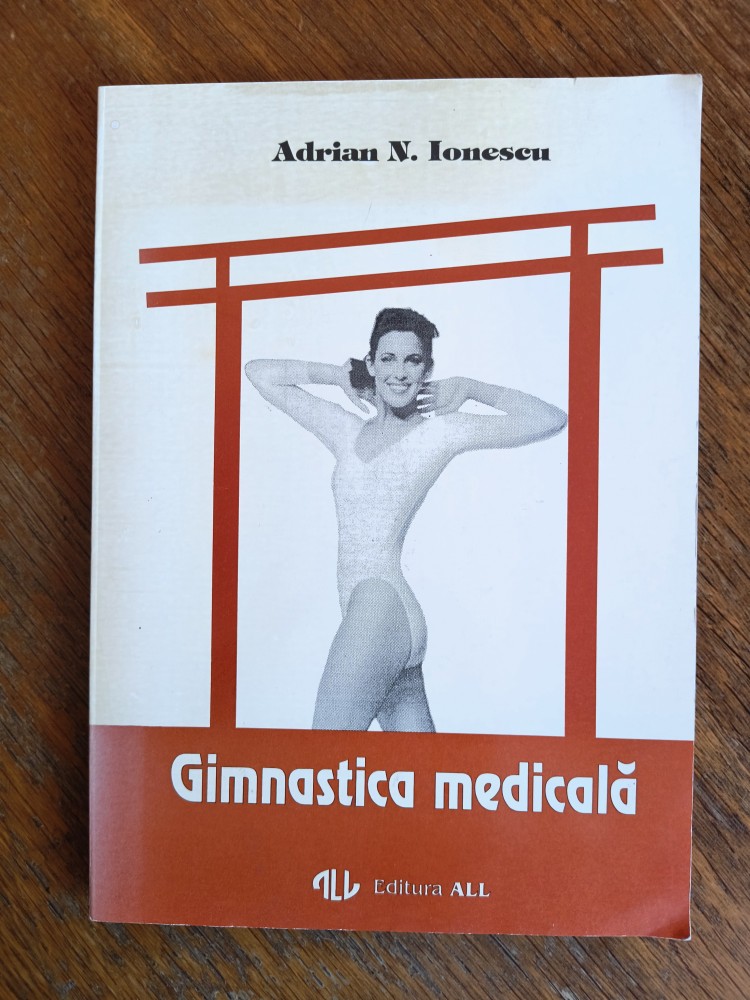 Adrian N. Ionescu
Gimnastica medicală
ALL Editura ALL